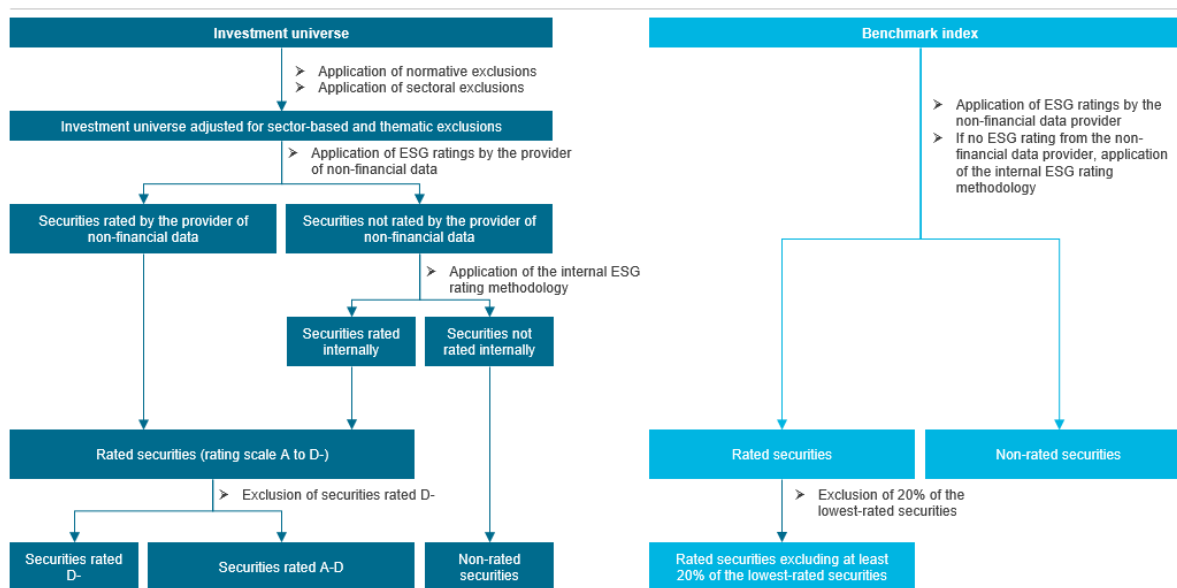 Investment universe
Application of normative exclusions
Application of sectoral exclusions
Investment universe adjusted for sector-based and thematic exclusions
Application of ESG ratings by the provider
of non-financial data
Securities rated by the provider of
non-financial data
Securities not rated by the provider of
non-financial data
Application of the internal ESG
rating methodology
Securities rated
internally
Securities not
rated internally
Rated securities (rating scale A to D-)
Exclusion of securities rated D-
Securities rated
D-
Securities rated A-D
Non-rated
securities
Benchmark index
Application of ESG ratings by the
non-financial data provider
If no ESG rating from the non-
financial data provider, application
of the internal ESG rating
methodology
Rated securities
Non-rated securities
Exclusion of 20% of the
lowest-rated securities
Rated securities excluding at least
20% of the lowest-rated securities